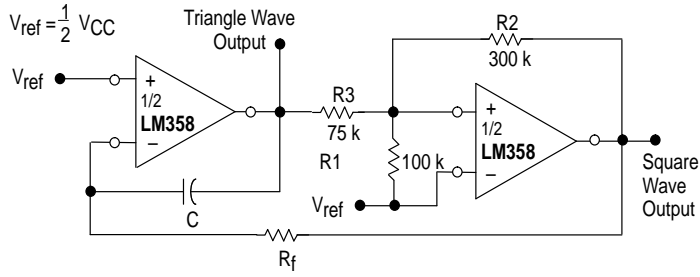 Vref = 1/2 VCC
Triangle Wave
Output
Vref
+
1/2
LM358
−
C
Rf
R3
75 k
R1
100 k
Vref
R2
300 k
+
1/2
LM358
−
Square
Wave
Output